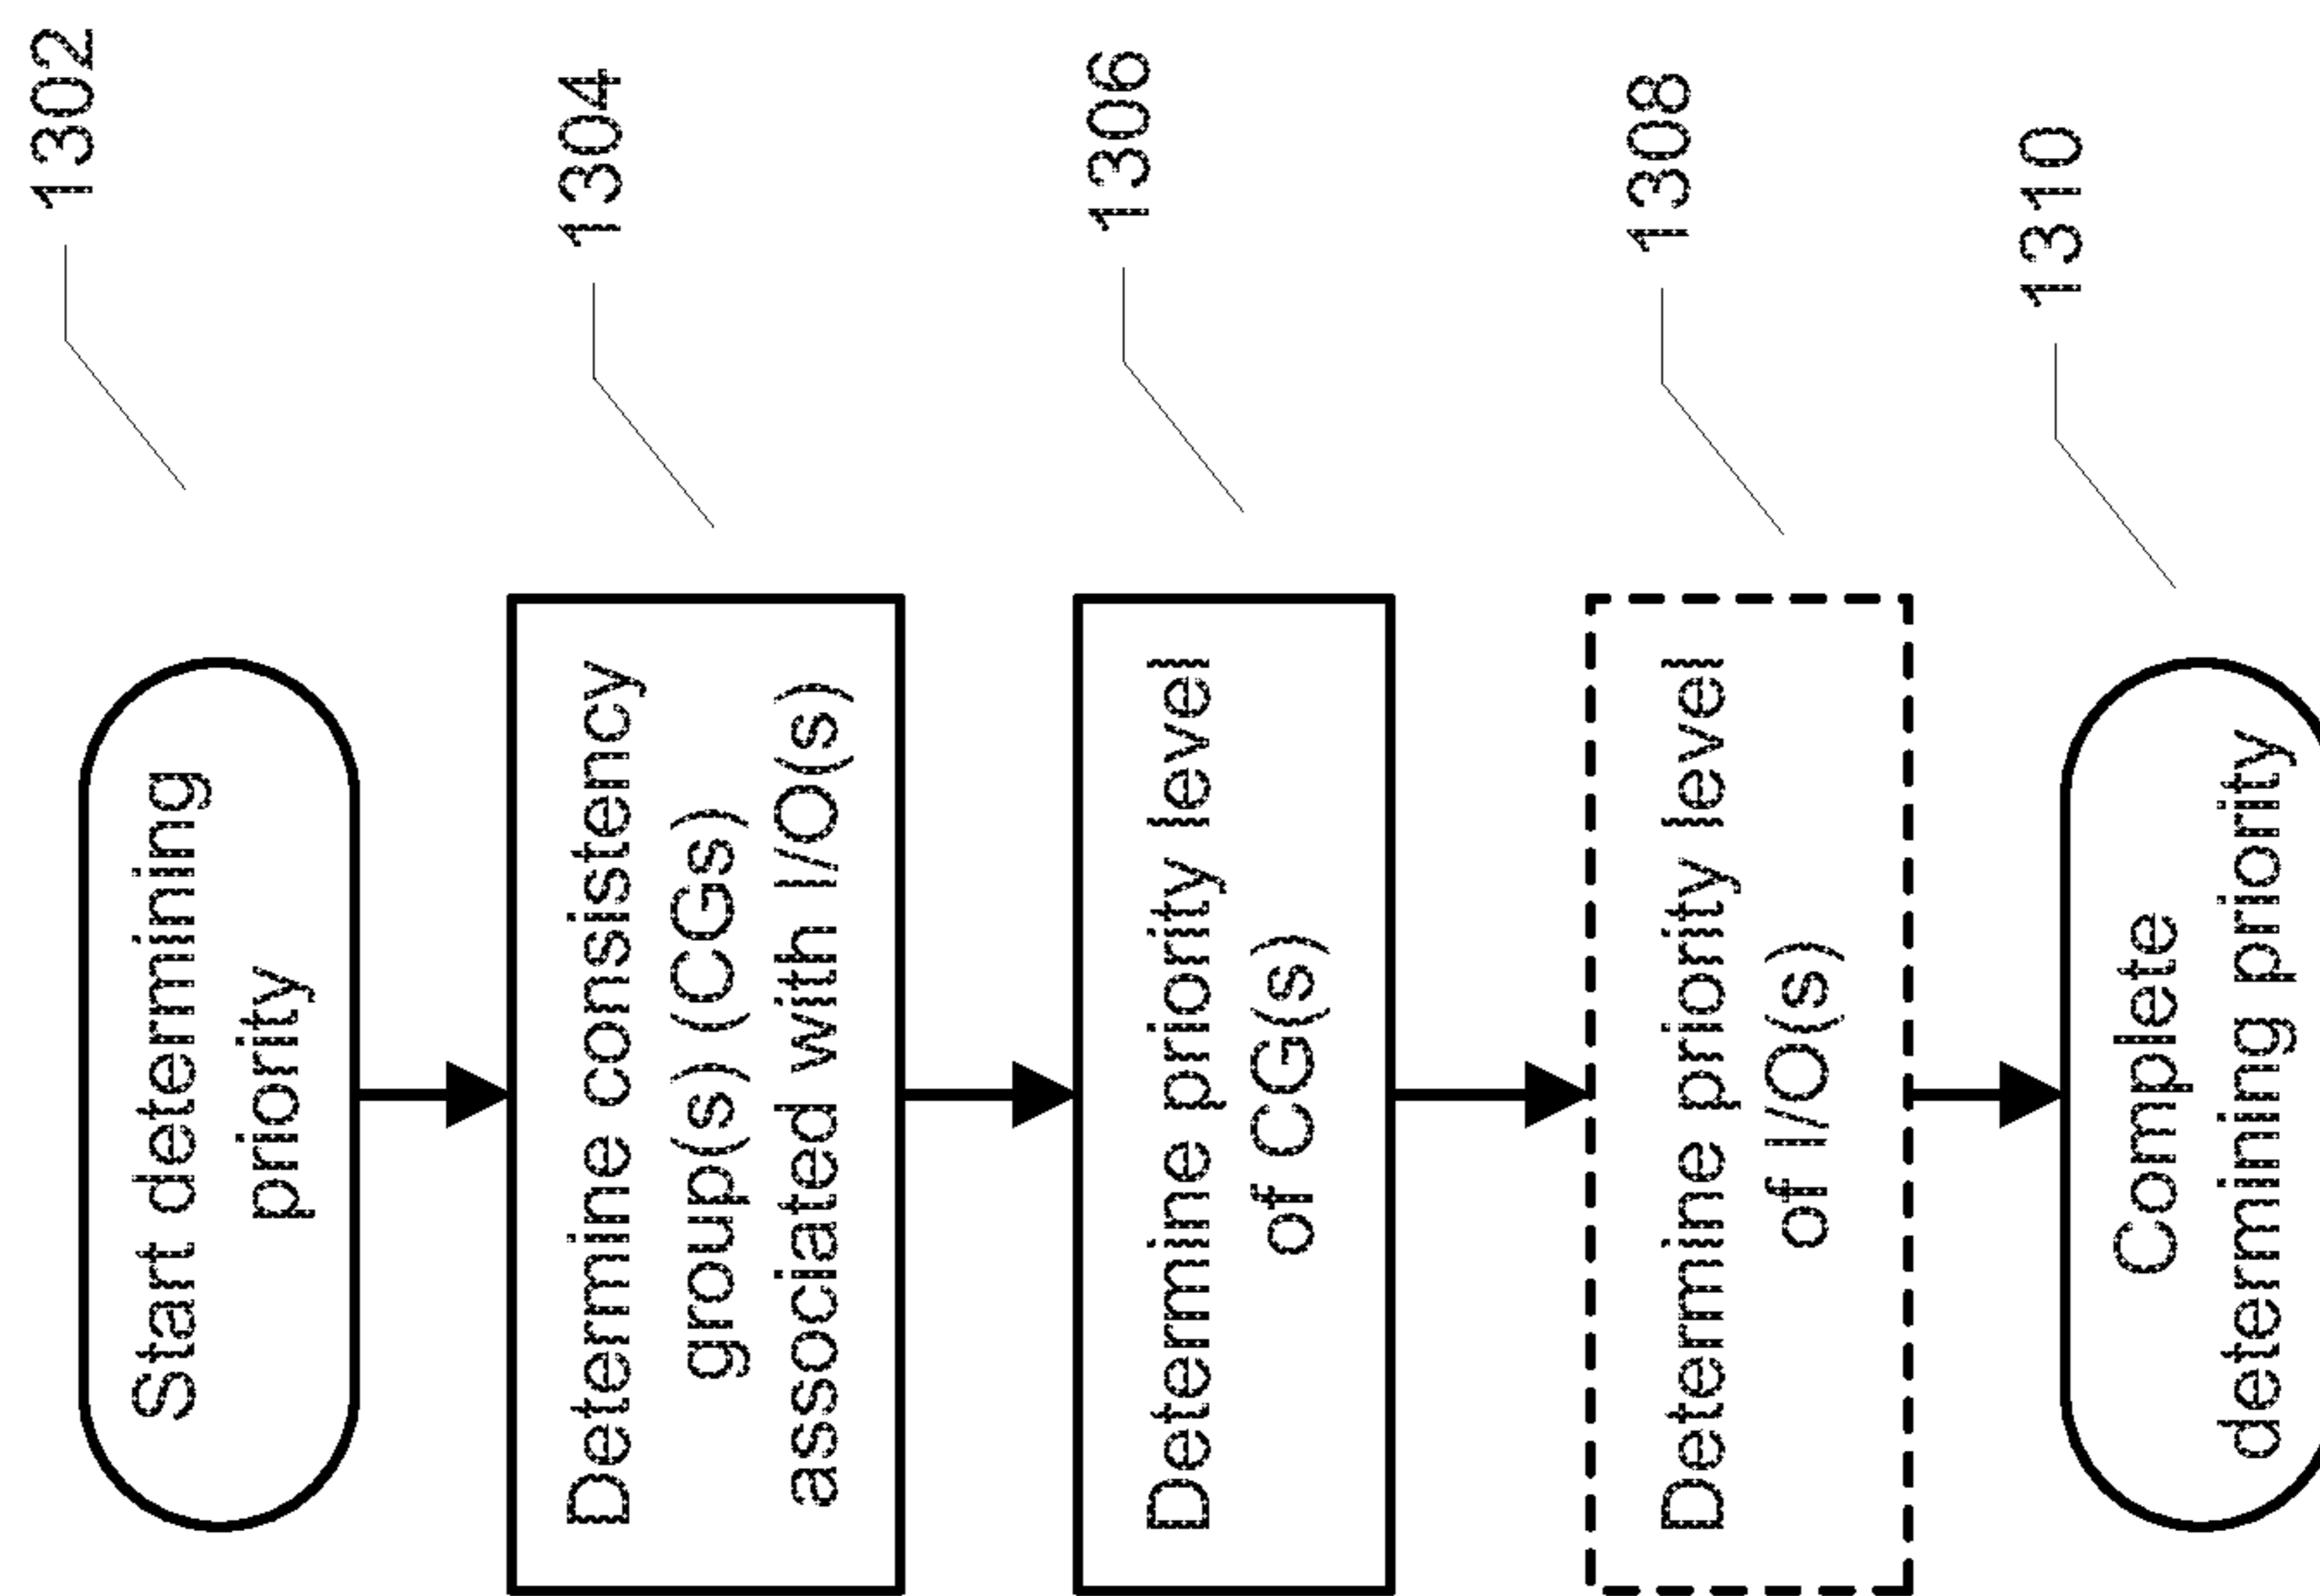 1302
Start determining
priority
1304
Determine consistency
group(s) (CGs)
associated with I/O(s)
1306
Determine priority level
of CG(s)
1308
Determine priority level
of I/O(s)
1310
Complete
determining priority